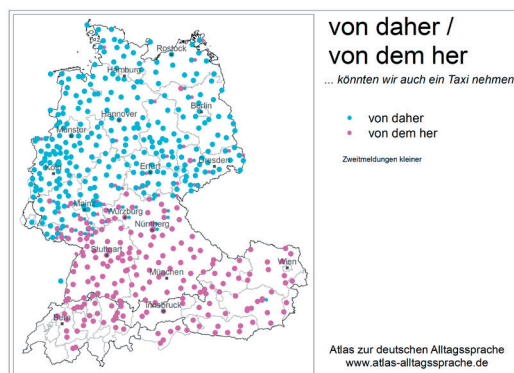 von daher /
von dem her
... könnten wir auch ein Taxi nehmen
von daher
von dem her
Zweitmeldungen kleiner
Rostock
Hamburg
Berlin
Hannover
Münster
Dresden
Erfurt
Köln
Mainz
Würzburg
Nürnberg
Stuttgart
Wien
München
Innsbruck
Bern
Atlas zur deutschen Alltagssprache
www.atlas-alltagssprache.de